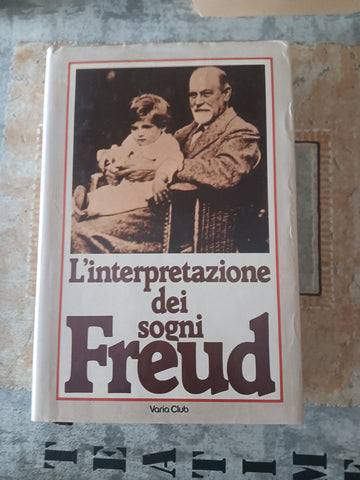 L'interpretazione
dei
sogni
Freud
Varia Club
T E A T I M